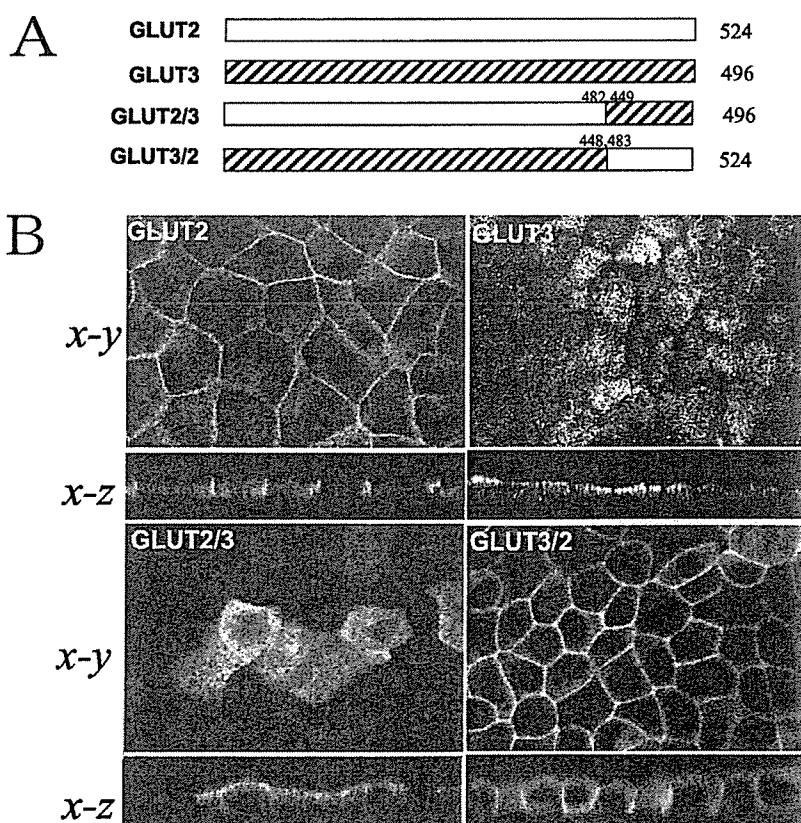 A
GLUT2 524
GLUT3 496
482,449
GLUT2/3 496
448,483
GLUT3/2 524
B
GLUT2 GLUT3
x-y
x-z
GLUT2/3 GLUT3/2
x-y
x-z